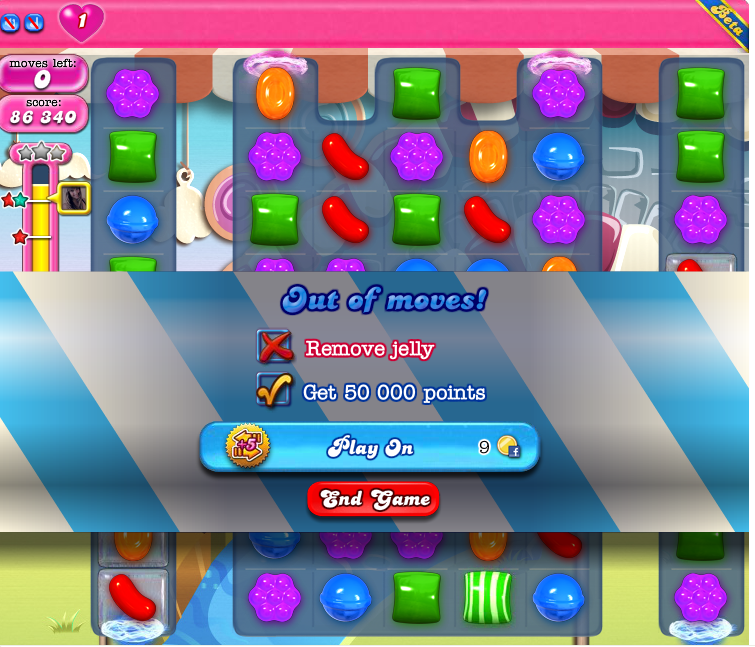 1
Beta
moves left:
0
score:
86 340
Out of moves!
Remove jelly
Get 50 000 points
+5
Play On
9
f
End Game